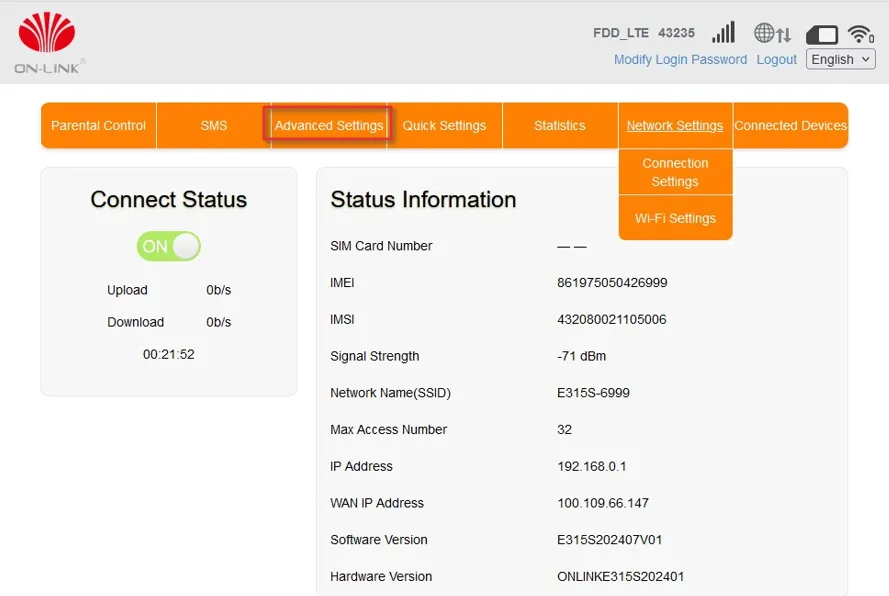 FDD_LTE 43235
ON-LINK®
Modify Login Password Logout English
Parental Control SMS Advanced Settings Quick Settings Statistics Network Settings Connected Devices
Connection
Settings
Wi-Fi Settings
Connect Status
ON
Upload 0b/s
Download 0b/s
00:21:52
Status Information
SIM Card Number — —
IMEI 861975050426999
IMSI 432080021105006
Signal Strength -71 dBm
Network Name(SSID) E315S-6999
Max Access Number 32
IP Address 192.168.0.1
WAN IP Address 100.109.66.147
Software Version E315S202407V01
Hardware Version ONLINKE315S202401